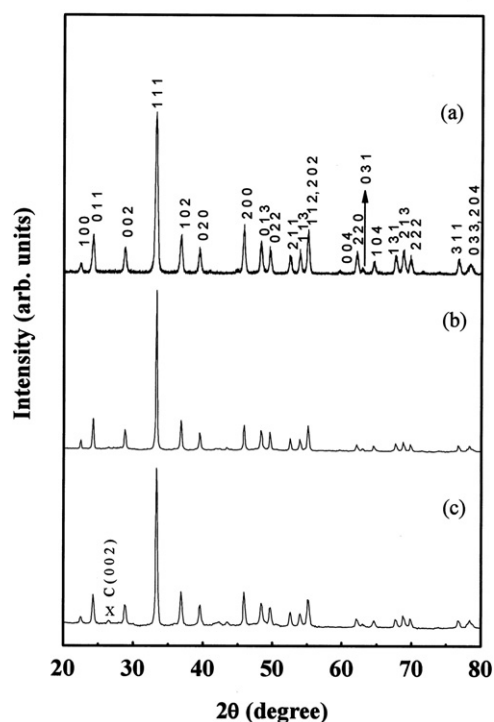 Intensity (arb. units)
(a)
1 0 0
0 1 1
0 0 2
1 1 1
1 0 2
0 2 0
2 0 0
0 1 3
0 2 2
2 1 1
1 1 3
1 1 2, 2 0 2
0 0 4
2 2 0
0 3 1
1 0 4
1 3 1
2 1 3
2 2 2
3 1 1
0 3 3, 2 0 4
(b)
(c)
C (0 0 2)
X
20 30 40 50 60 70 80
2θ (degree)